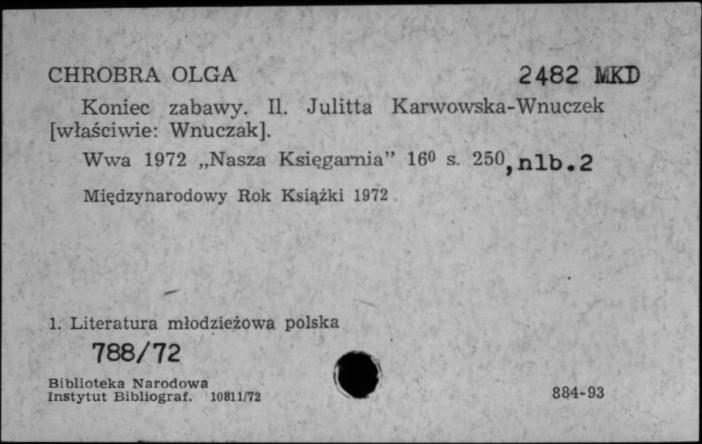 CHROBRA OLGA 2482 MKD
Koniec zabawy. Il. Julitta Karwowska-Wnuczek
[właściwie: Wnuczak].
Wwa 1972 „Nasza Księgarnia” 16⁰ s. 250, nlb.2
Międzynarodowy Rok Książki 1972
1. Literatura młodzieżowa polska
788/72
Biblioteka Narodowa
Instytut Bibliograf. 10811/72 884-93